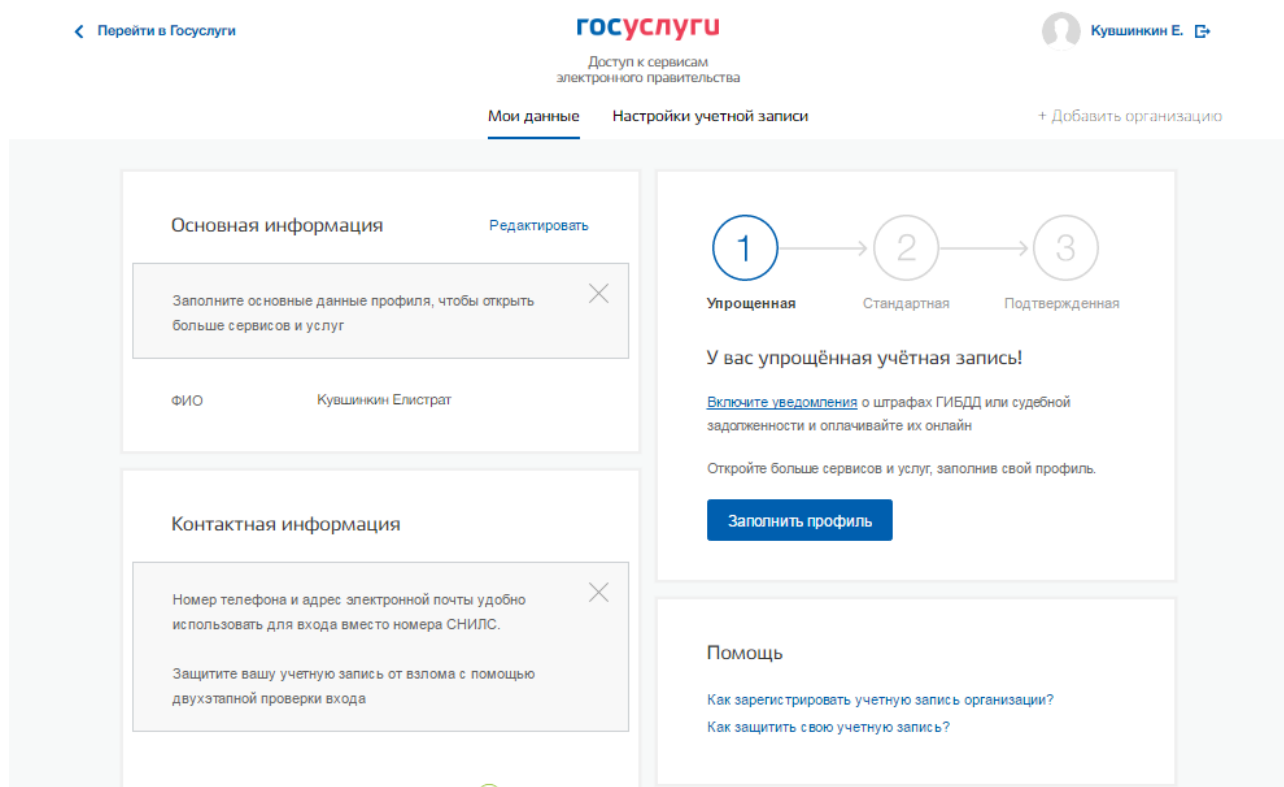 Перейти в Госуслуги
госуслуги
Кувшинкин Е.
Доступ к сервисам
электронного правительства
Мои данные
Настройки учетной записи
+ Добавить организацию
Основная информация
Редактировать
Заполните основные данные профиля, чтобы открыть
больше сервисов и услуг
ФИО
Кувшинкин Елистрат
Контактная информация
Номер телефона и адрес электронной почты удобно
использовать для входа вместо номера СНИЛС.
Защитите вашу учетную запись от взлома с помощью
двухэтапной проверки входа
1
2
3
Упрощенная
Стандартная
Подтвержденная
У вас упрощённая учётная запись!
Включите уведомления о штрафах ГИБДД или судебной
задолженности и оплачивайте их онлайн
Откройте больше сервисов и услуг, заполнив свой профиль.
Заполнить профиль
Помощь
Как зарегистрировать учетную запись организации?
Как защитить свою учетную запись?